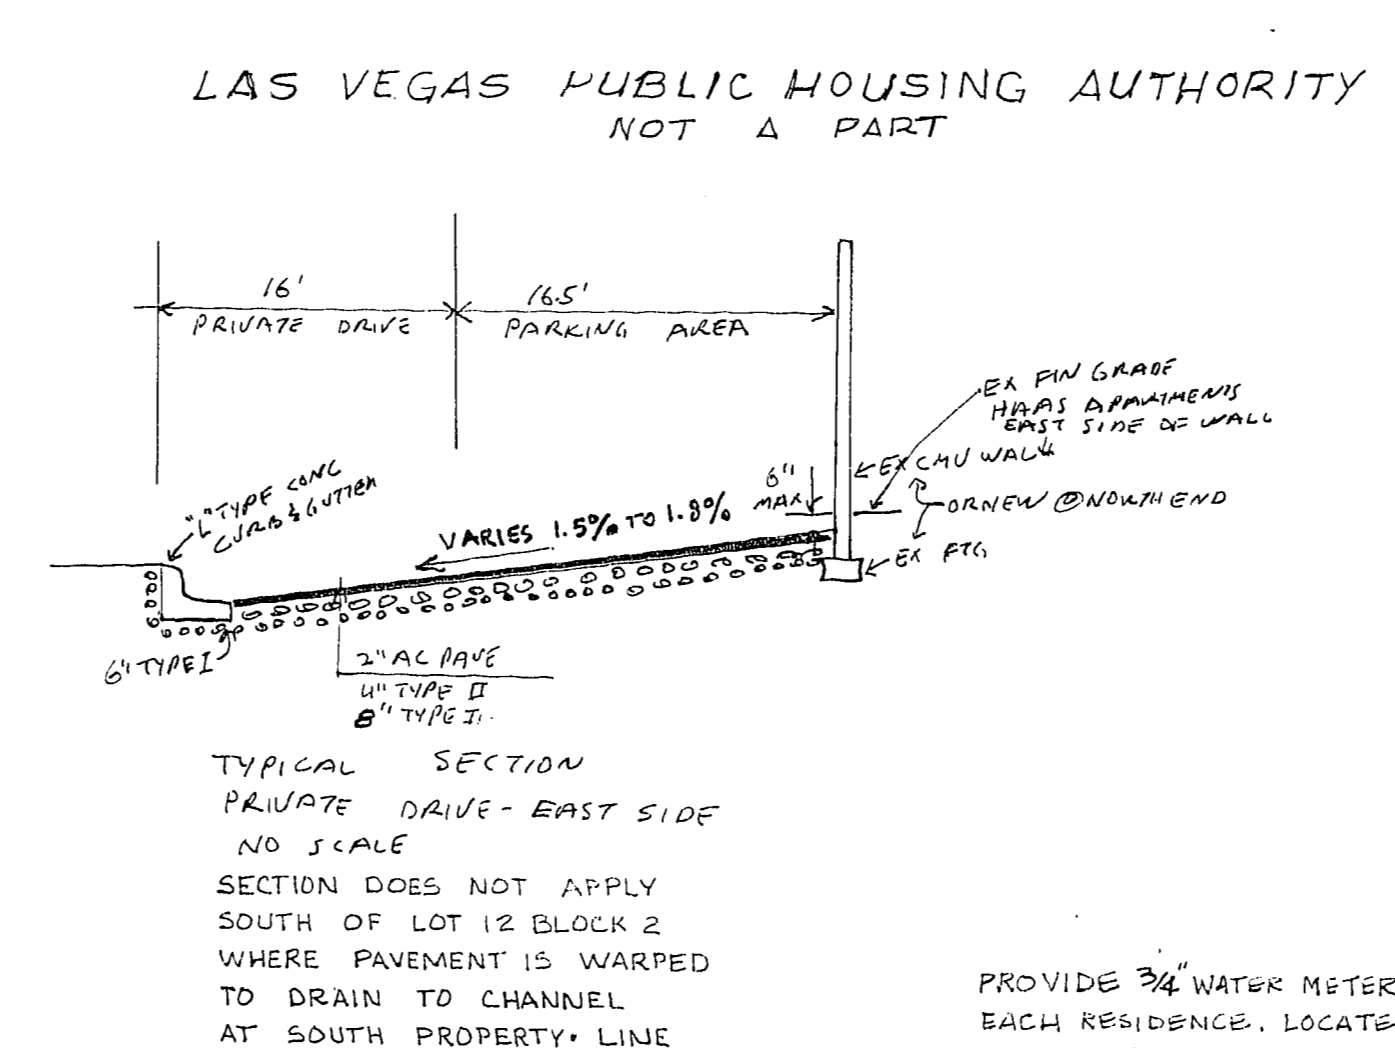 LAS VEGAS PUBLIC HOUSING AUTHORITY
NOT A PART
16'
PRIVATE DRIVE
16.5'
PARKING AREA
EX FIN GRADE
HAAS APARTMENTS
EAST SIDE OF WALL
EX CMU WALL
OR NEW @ NORTH END
EX FTG
6"
MAX
"L" TYPE CONC
CURB & GUTTER
VARIES 1.5% TO 1.8%
6" TYPE I
2" AC PAVE
4" TYPE II
8" TYPE I
TYPICAL SECTION
PRIVATE DRIVE - EAST SIDE
NO SCALE
SECTION DOES NOT APPLY
SOUTH OF LOT 12 BLOCK 2
WHERE PAVEMENT IS WARPED
TO DRAIN TO CHANNEL
AT SOUTH PROPERTY. LINE
PROVIDE 3/4" WATER METER
EACH RESIDENCE. LOCATE